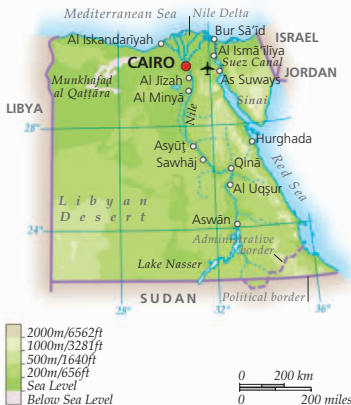 Mediterranean Sea
Nile Delta
Al Iskandarīyah
Bur Sā'īd
ISRAEL
Al Ismā'īlīya
CAIRO
Suez Canal
JORDAN
Munkhafad
al Qaṭṭâra
Al Jīzah
As Suways
Al Minyā
Sinai
LIBYA
Nile
28°
Hurghada
Asyūṭ
Sawhāj
Qinā
Red Sea
Al Uqṣur
Libyan
Desert
Aswān
24°
Administrative
border
Lake Nasser
SUDAN
Political border
28°
32°
36°
2000m/6562ft
1000m/3281ft
500m/1640ft
200m/656ft
Sea Level
Below Sea Level
0 200 km
0 200 miles